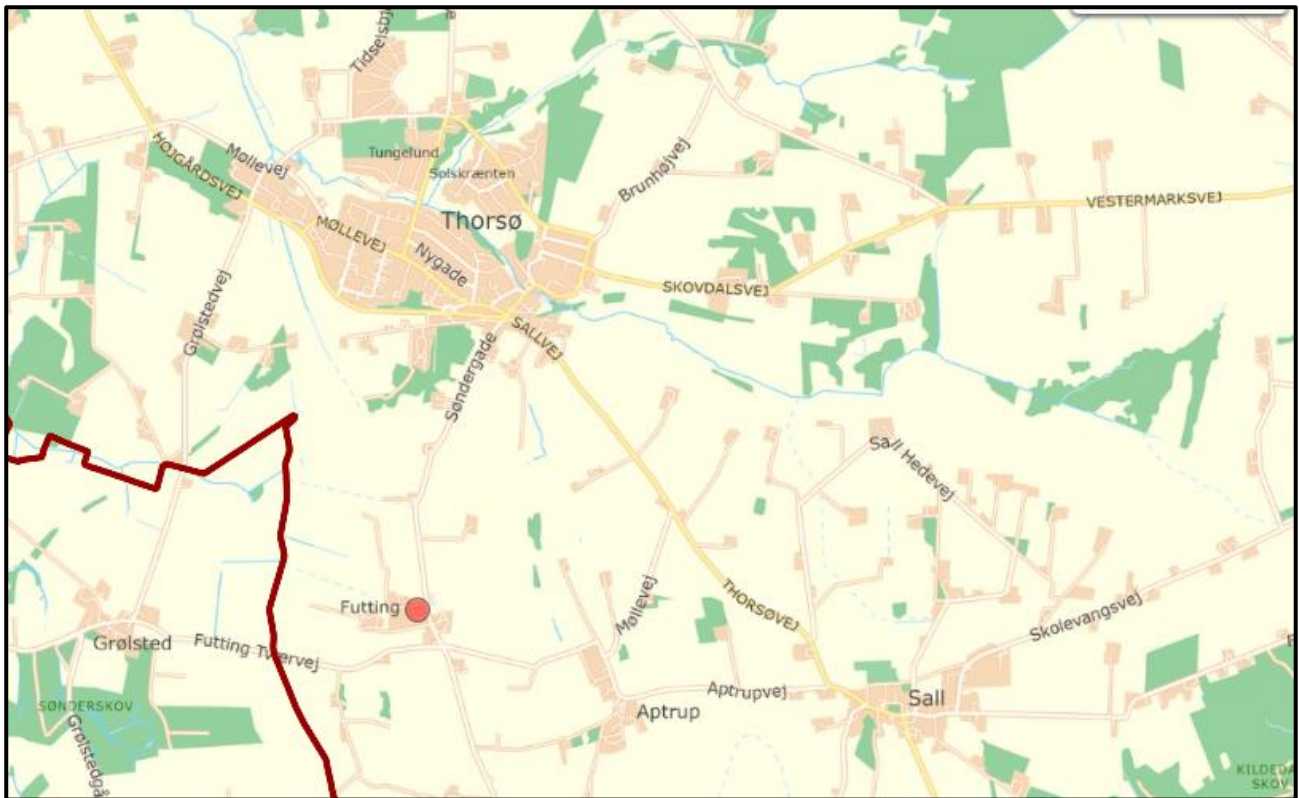 Tidselsbj
Tungelund
Møllevej
Solskrænten
HØJGÅRDSVEJ
Brunhøjvej
VESTERMARKSVEJ
Thorsø
MØLLEVEJ
Nygade
SKOVDALSVEJ
Grølstedvej
SALLVEJ
Søndergade
Sall Hedevej
Futting
Møllevej
THORSØVEJ
Skolevangsvej
Grølsted
Futting Tværvej
Aptrupvej
Sall
SØNDERSKOV
Aptrup
Grølstedgå
KILDEDA
SKOV